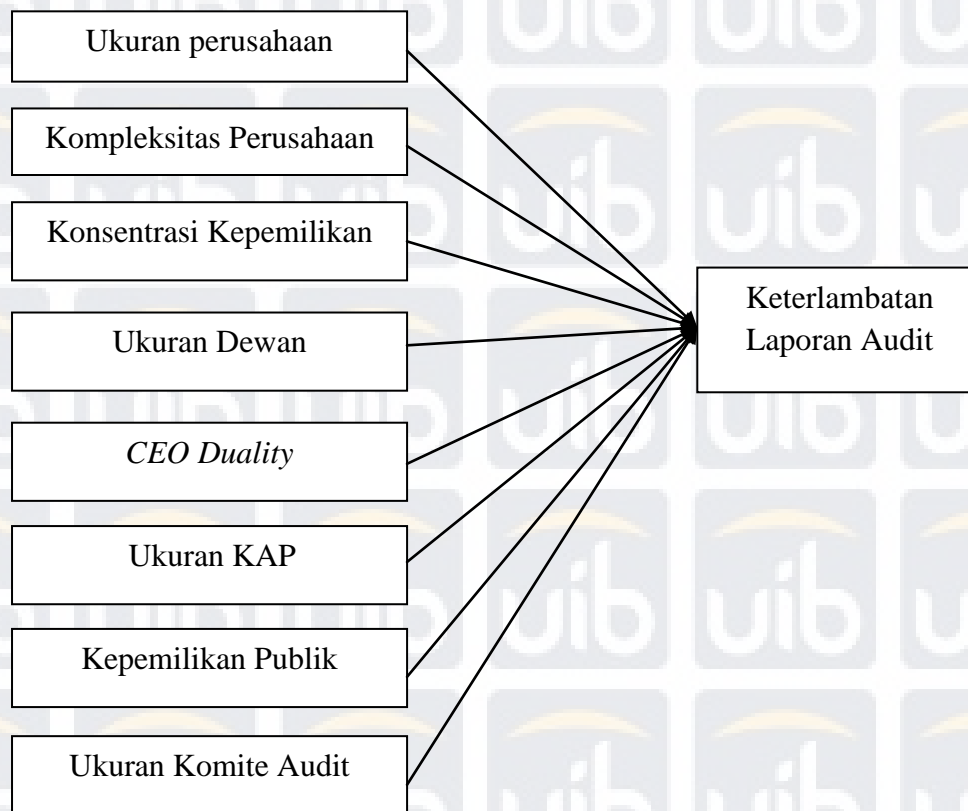 Ukuran perusahaan
Kompleksitas Perusahaan
Konsentrasi Kepemilikan
Ukuran Dewan
CEO Duality
Ukuran KAP
Kepemilikan Publik
Ukuran Komite Audit
Keterlambatan
Laporan Audit
uib